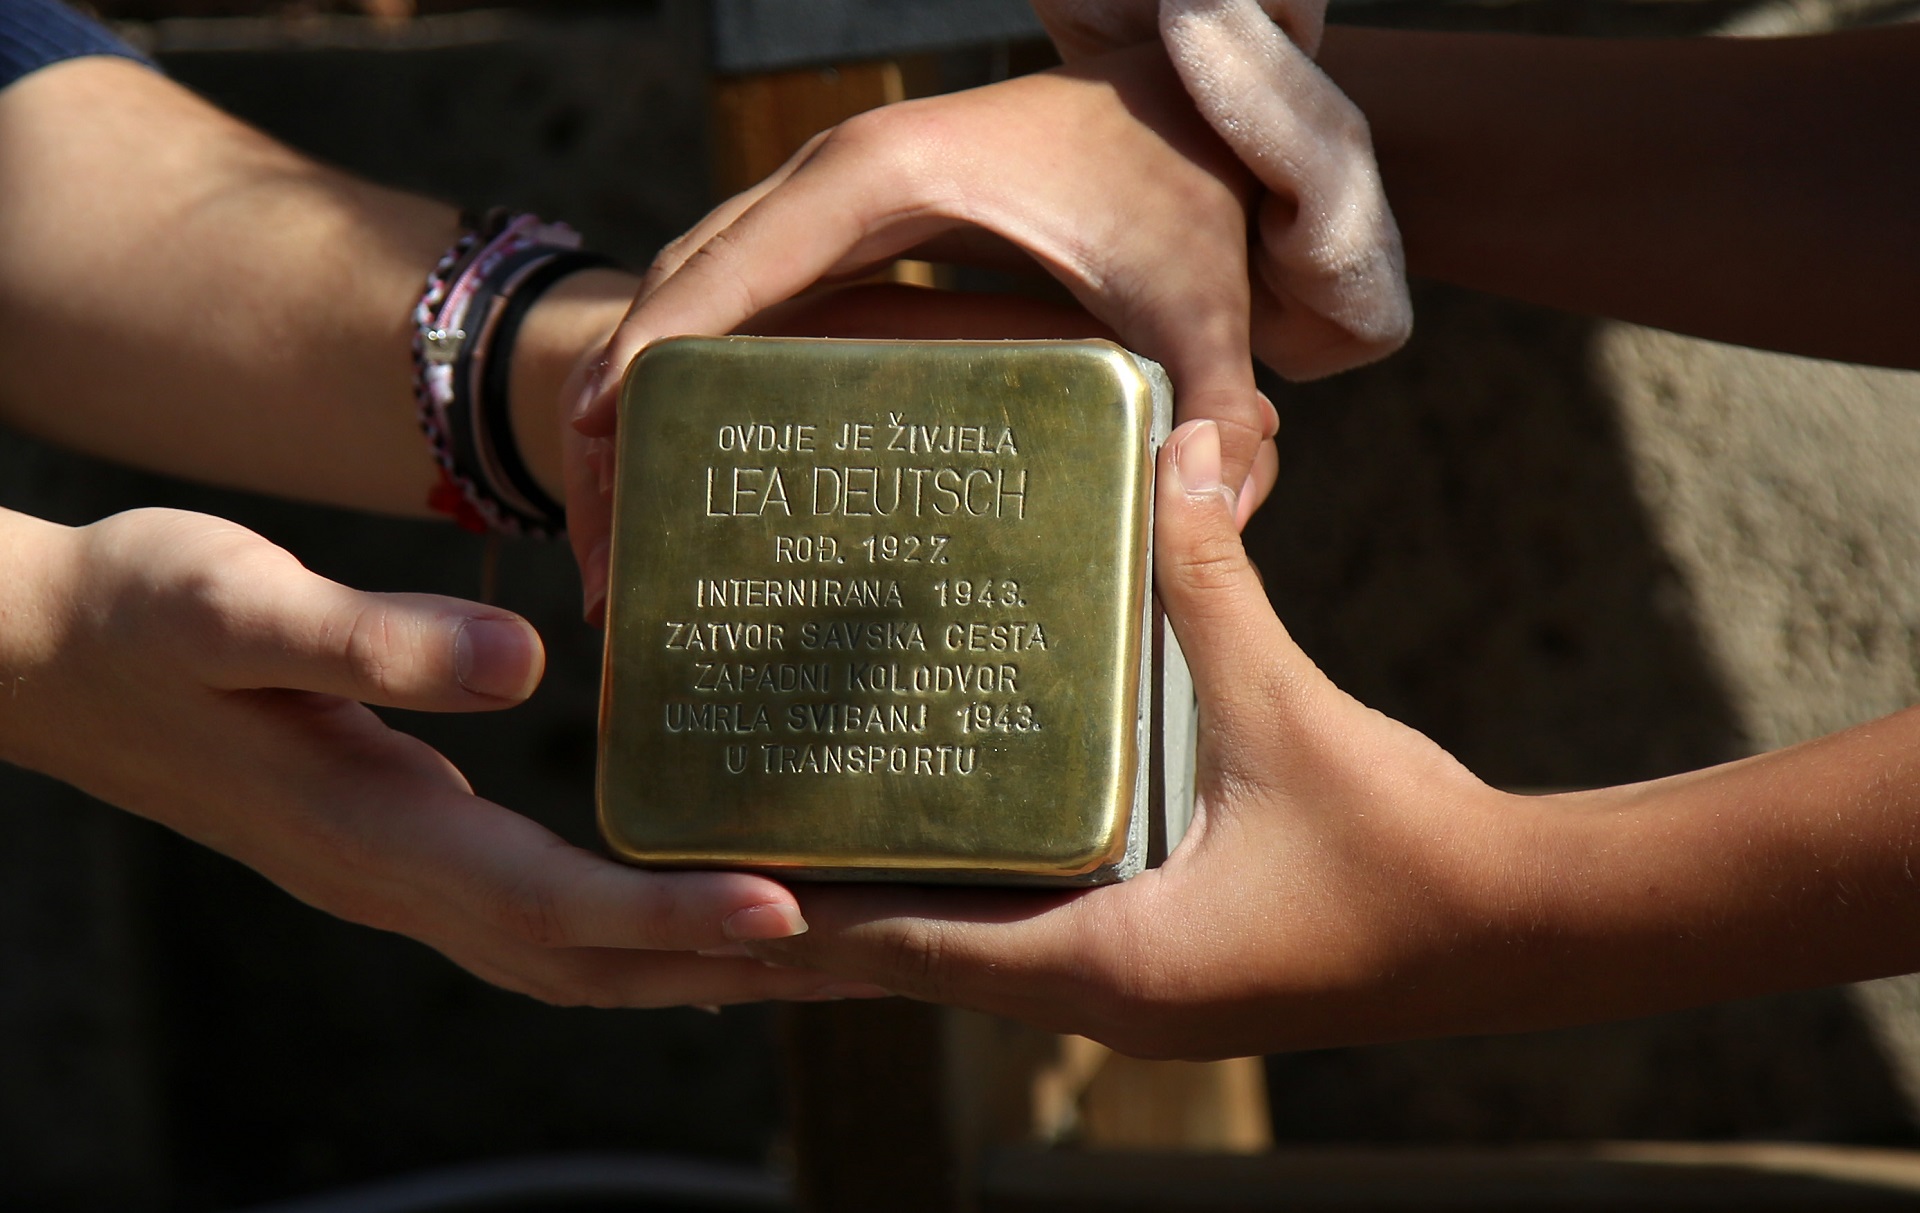 OVDJE JE ŽIVJELA
LEA DEUTSCH
ROĐ. 1927.
INTERNIRANA 1943.
ZATVOR SAVSKA CESTA
ZAPADNI KOLODVOR
UMRLA SVIBANJ 1943.
U TRANSPORTU